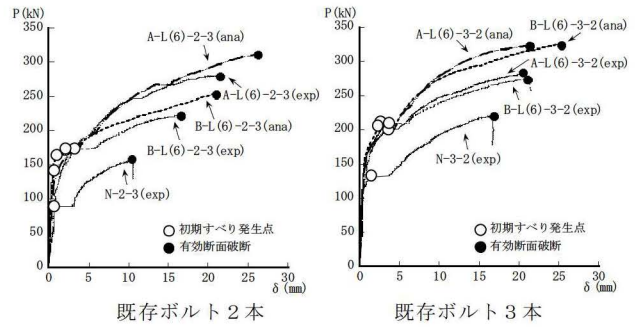 P(kN)
350
300
250
200
150
100
50
0
0 5 10 15 20 25 30
δ (mm)
A-L(6)-2-3(ana)
A-L(6)-2-3(exp)
B-L(6)-2-3(ana)
B-L(6)-2-3(exp)
N-2-3(exp)
○ 初期すべり発生点
● 有効断面破断
既存ボルト2本
P(kN)
350
300
250
200
150
100
50
0
0 5 10 15 20 25 30
δ (mm)
B-L(6)-3-2(ana)
A-L(6)-3-2(ana)
A-L(6)-3-2(exp)
B-L(6)-3-2(exp)
N-3-2(exp)
○ 初期すべり発生点
● 有効断面破断
既存ボルト3本